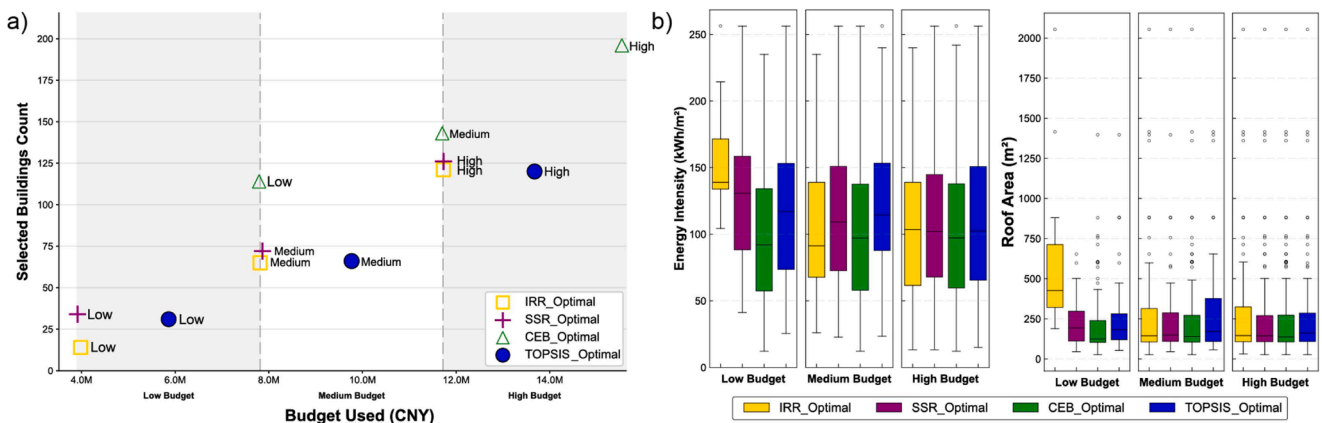 a)
Selected Buildings Count
200
175
150
125
100
75
50
25
0
High
Medium
Low
High
High
High
Medium
Medium
Medium
Low
Low
Low
IRR_Optimal
SSR_Optimal
CEB_Optimal
TOPSIS_Optimal
4.0M 6.0M 8.0M 10.0M 12.0M 14.0M
Low Budget Medium Budget High Budget
Budget Used (CNY)
b)
Energy Intensity (kWh/m²)
250
200
150
100
50
0
Low Budget Medium Budget High Budget
Roof Area (m²)
2000
1750
1500
1250
1000
750
500
250
0
Low Budget Medium Budget High Budget
IRR_Optimal SSR_Optimal CEB_Optimal TOPSIS_Optimal